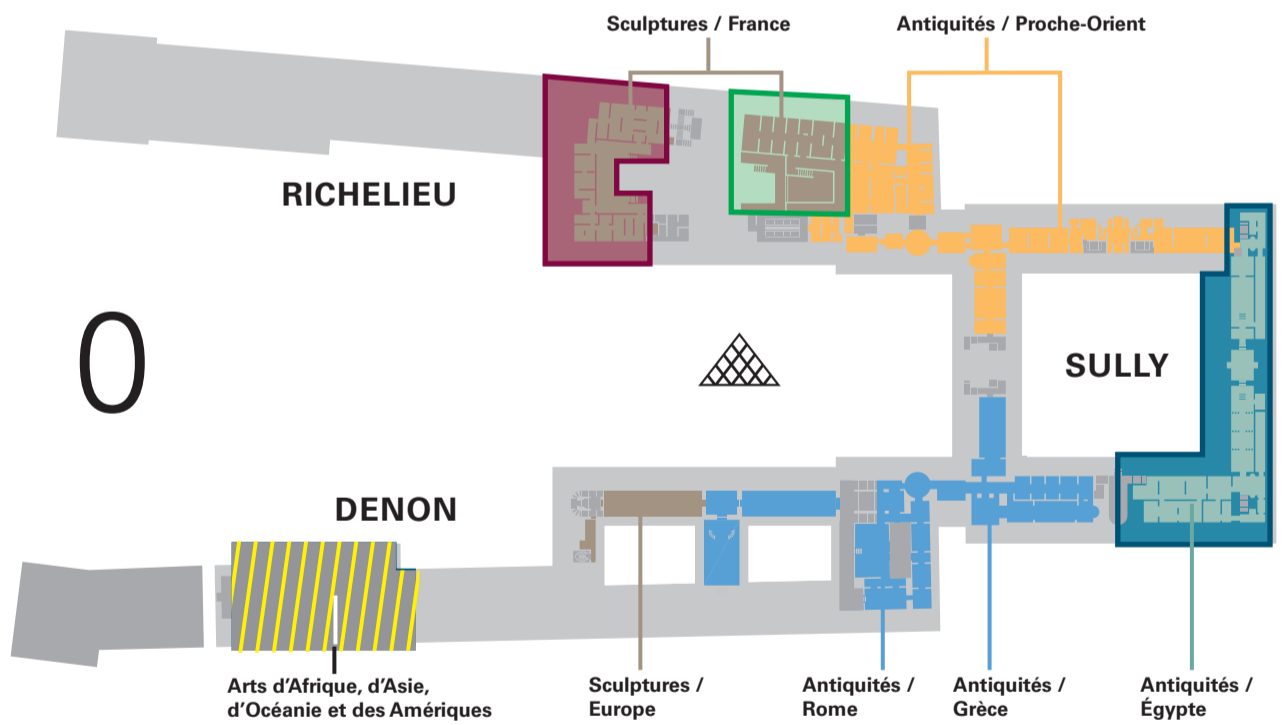 Sculptures / France
Antiquités / Proche-Orient
RICHELIEU
0
SULLY
DENON
Arts d’Afrique, d’Asie,
d’Océanie et des Amériques
Sculptures /
Europe
Antiquités /
Rome
Antiquités /
Grèce
Antiquités /
Égypte